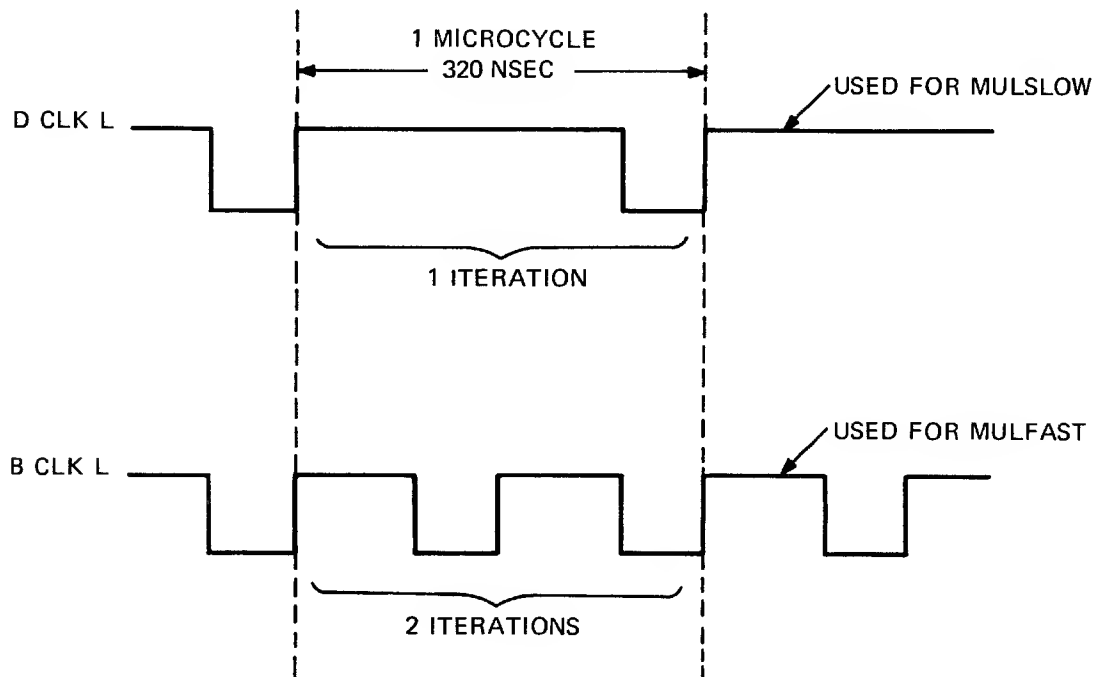 1 MICROCYCLE
320 NSEC
USED FOR MULSLOW
D CLK L
1 ITERATION
USED FOR MULFAST
B CLK L
2 ITERATIONS